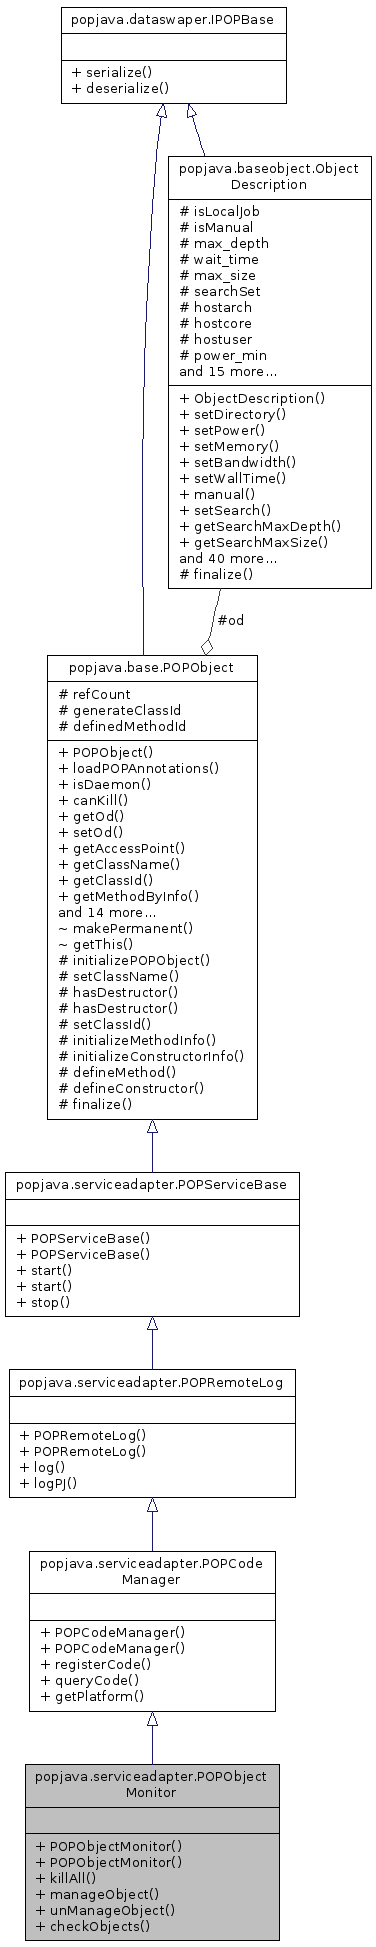 popjava.dataswaper.IPOPBase
+ serialize()
+ deserialize()
popjava.baseobject.Object
Description
# isLocalJob
# isManual
# max_depth
# wait_time
# max_size
# searchSet
# hostarch
# hostcore
# hostuser
# power_min
and 15 more...
+ ObjectDescription()
+ setDirectory()
+ setPower()
+ setMemory()
+ setBandwidth()
+ setWallTime()
+ manual()
+ setSearch()
+ getSearchMaxDepth()
+ getSearchMaxSize()
and 40 more...
# finalize()
#od
popjava.base.POPObject
# refCount
# generateClassId
# definedMethodId
+ POPObject()
+ loadPOPAnnotations()
+ isDaemon()
+ canKill()
+ getOd()
+ setOd()
+ getAccessPoint()
+ getClassName()
+ getClassId()
+ getMethodByInfo()
and 14 more...
~ makePermanent()
~ getThis()
# initializePOPObject()
# setClassName()
# hasDestructor()
# hasDestructor()
# setClassId()
# initializeMethodInfo()
# initializeConstructorInfo()
# defineMethod()
# defineConstructor()
# finalize()
popjava.serviceadapter.POPServiceBase
+ POPServiceBase()
+ POPServiceBase()
+ start()
+ start()
+ stop()
popjava.serviceadapter.POPRemoteLog
+ POPRemoteLog()
+ POPRemoteLog()
+ log()
+ logPJ()
popjava.serviceadapter.POPCode
Manager
+ POPCodeManager()
+ POPCodeManager()
+ registerCode()
+ queryCode()
+ getPlatform()
popjava.serviceadapter.POPObject
Monitor
+ POPObjectMonitor()
+ POPObjectMonitor()
+ killAll()
+ manageObject()
+ unManageObject()
+ checkObjects()